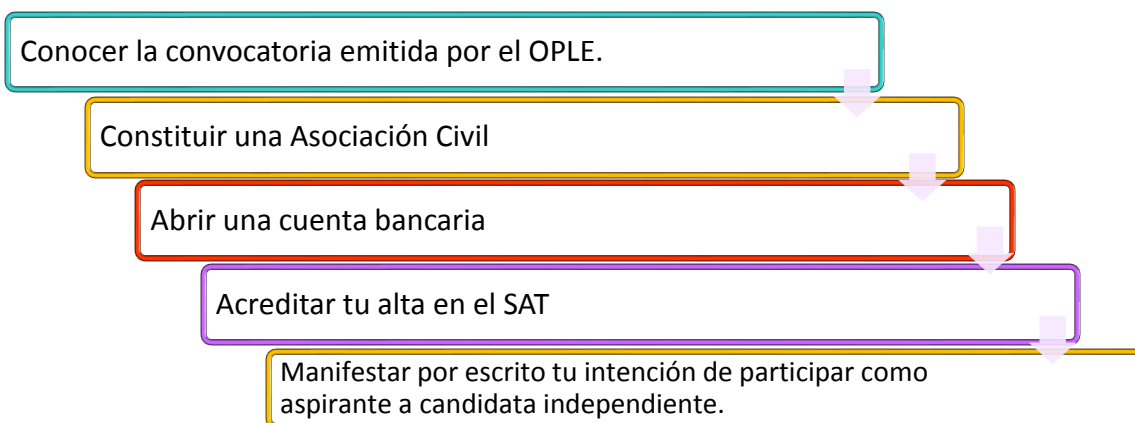 Conocer la convocatoria emitida por el OPLE.
Constituir una Asociación Civil
Abrir una cuenta bancaria
Acreditar tu alta en el SAT
Manifestar por escrito tu intención de participar como
aspirante a candidata independiente.